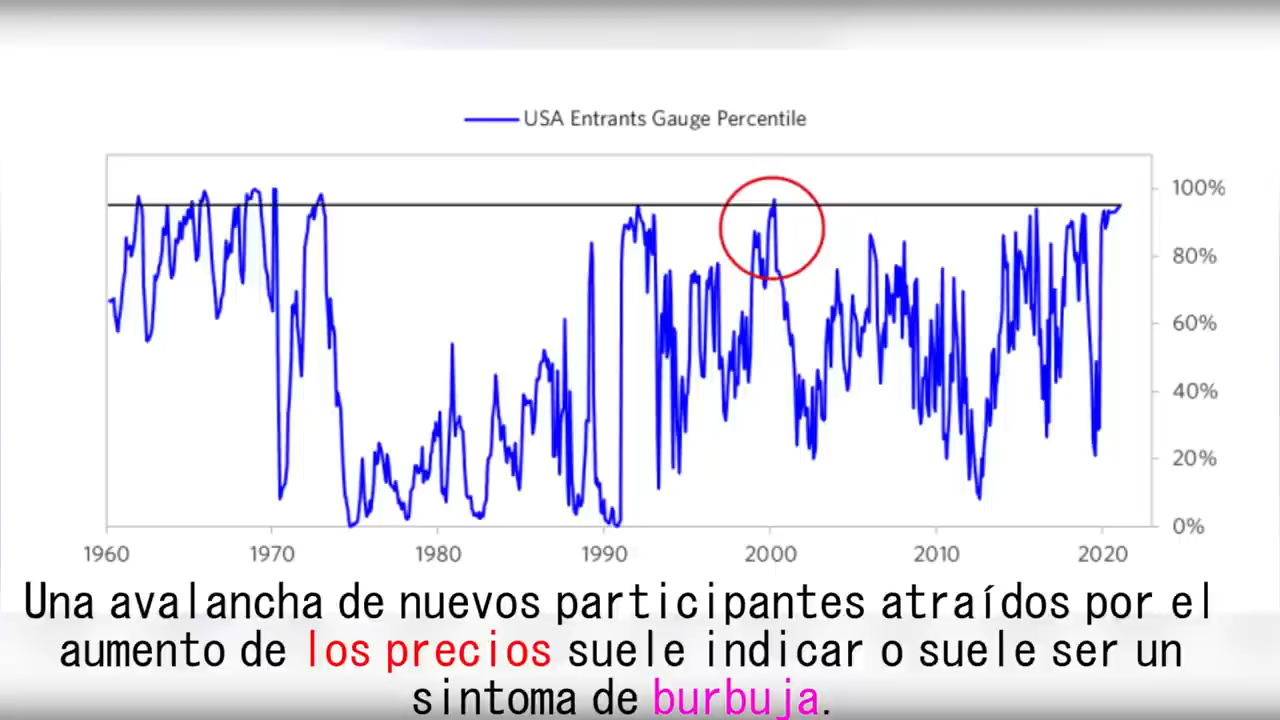 USA Entrants Gauge Percentile
100%
80%
60%
40%
20%
0%
1960 1970 1980 1990 2000 2010 2020
Una avalancha de nuevos participantes atraídos por el
aumento de los precios suele indicar o suele ser un
sintoma de burbuja.